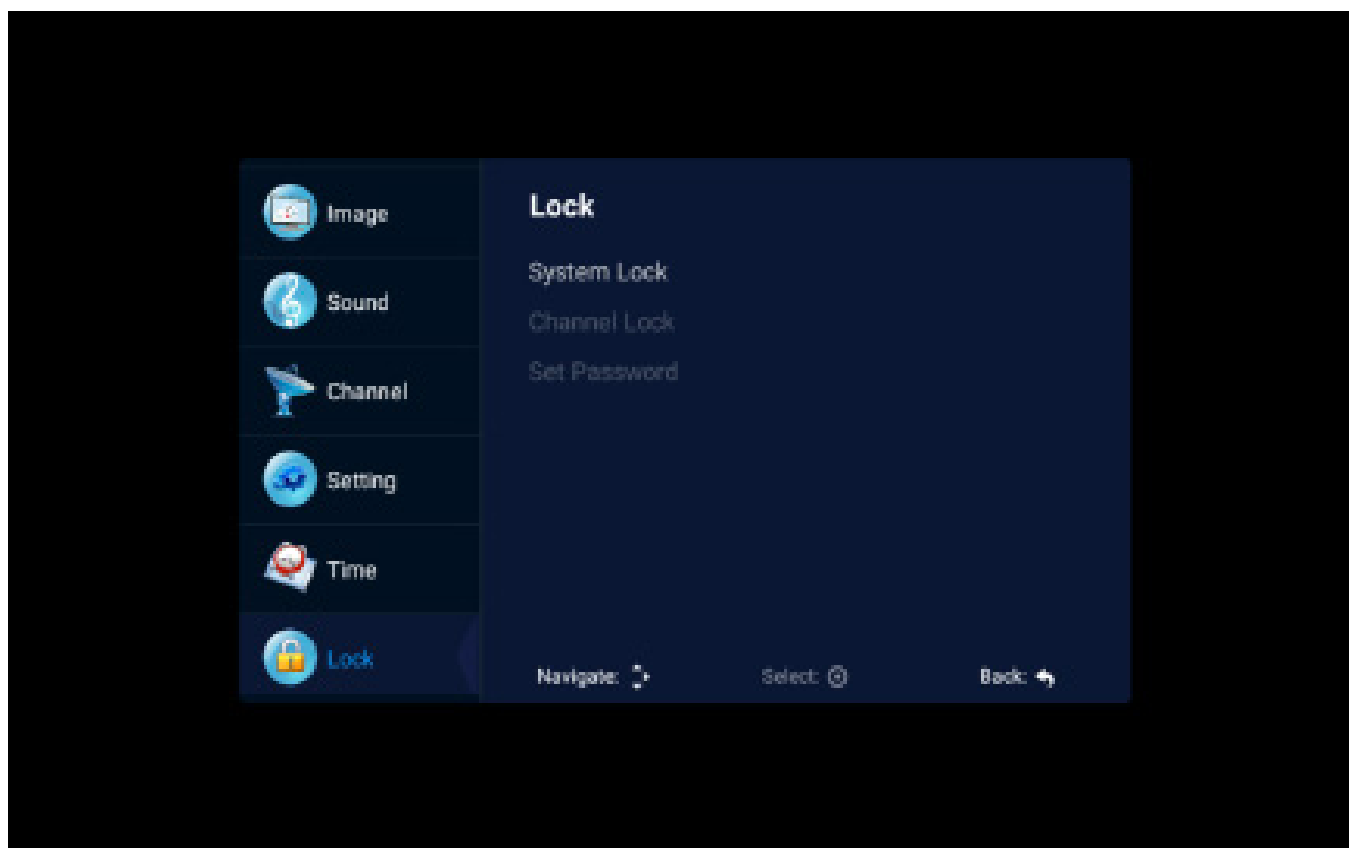 Image
Sound
Channel
Setting
Time
Lock
Lock
System Lock
Channel Lock
Set Password
Navigate: Select: Back: